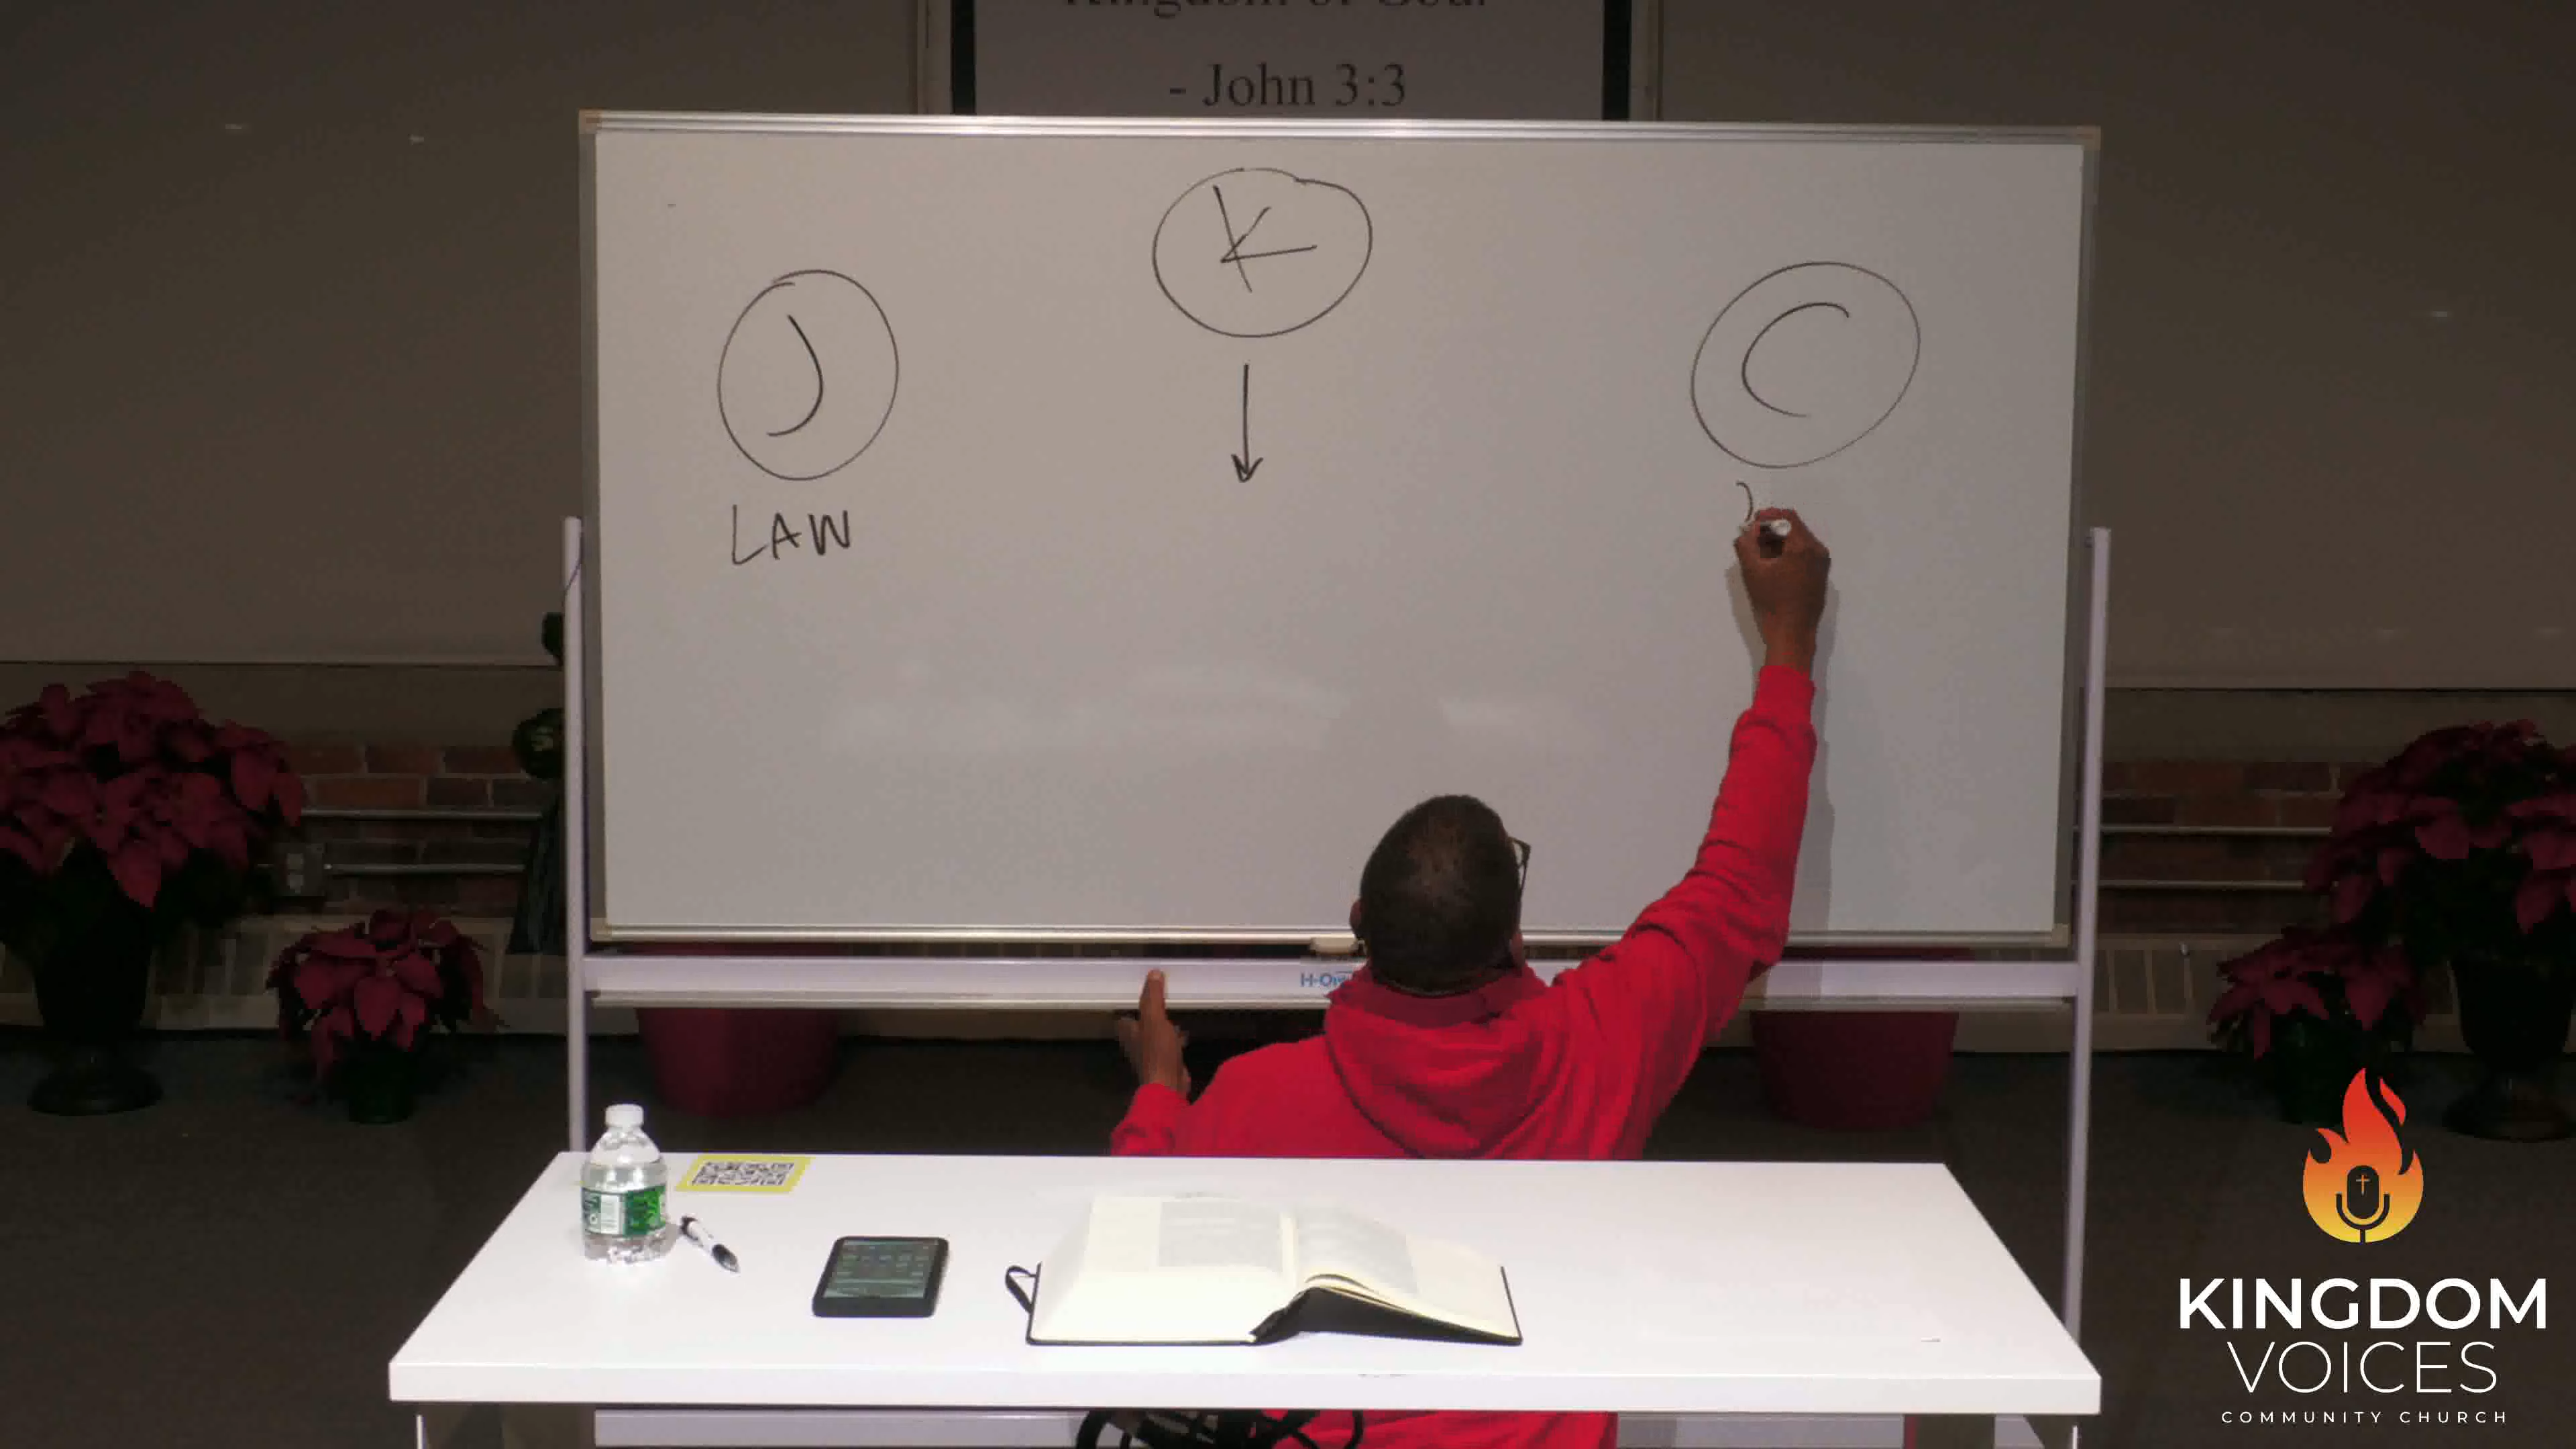 - John 3:3
K
J
C
LAW
KINGDOM
VOICES
COMMUNITY CHURCH